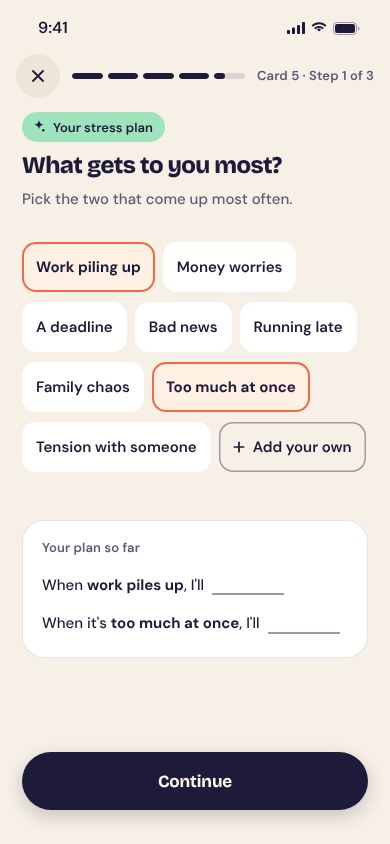 9:41
Card 5 · Step 1 of 3
Your stress plan
What gets to you most?
Pick the two that come up most often.
Work piling up
Money worries
A deadline
Bad news
Running late
Family chaos
Too much at once
Tension with someone
+ Add your own
Your plan so far
When work piles up, I'll ________
When it's too much at once, I'll ________
Continue